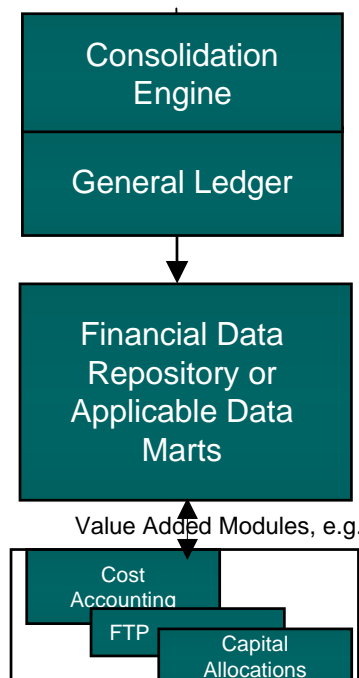 Consolidation
Engine
General Ledger
Financial Data
Repository or
Applicable Data
Marts
Value Added Modules, e.g.
Cost
Accounting
FTP
Capital
Allocations